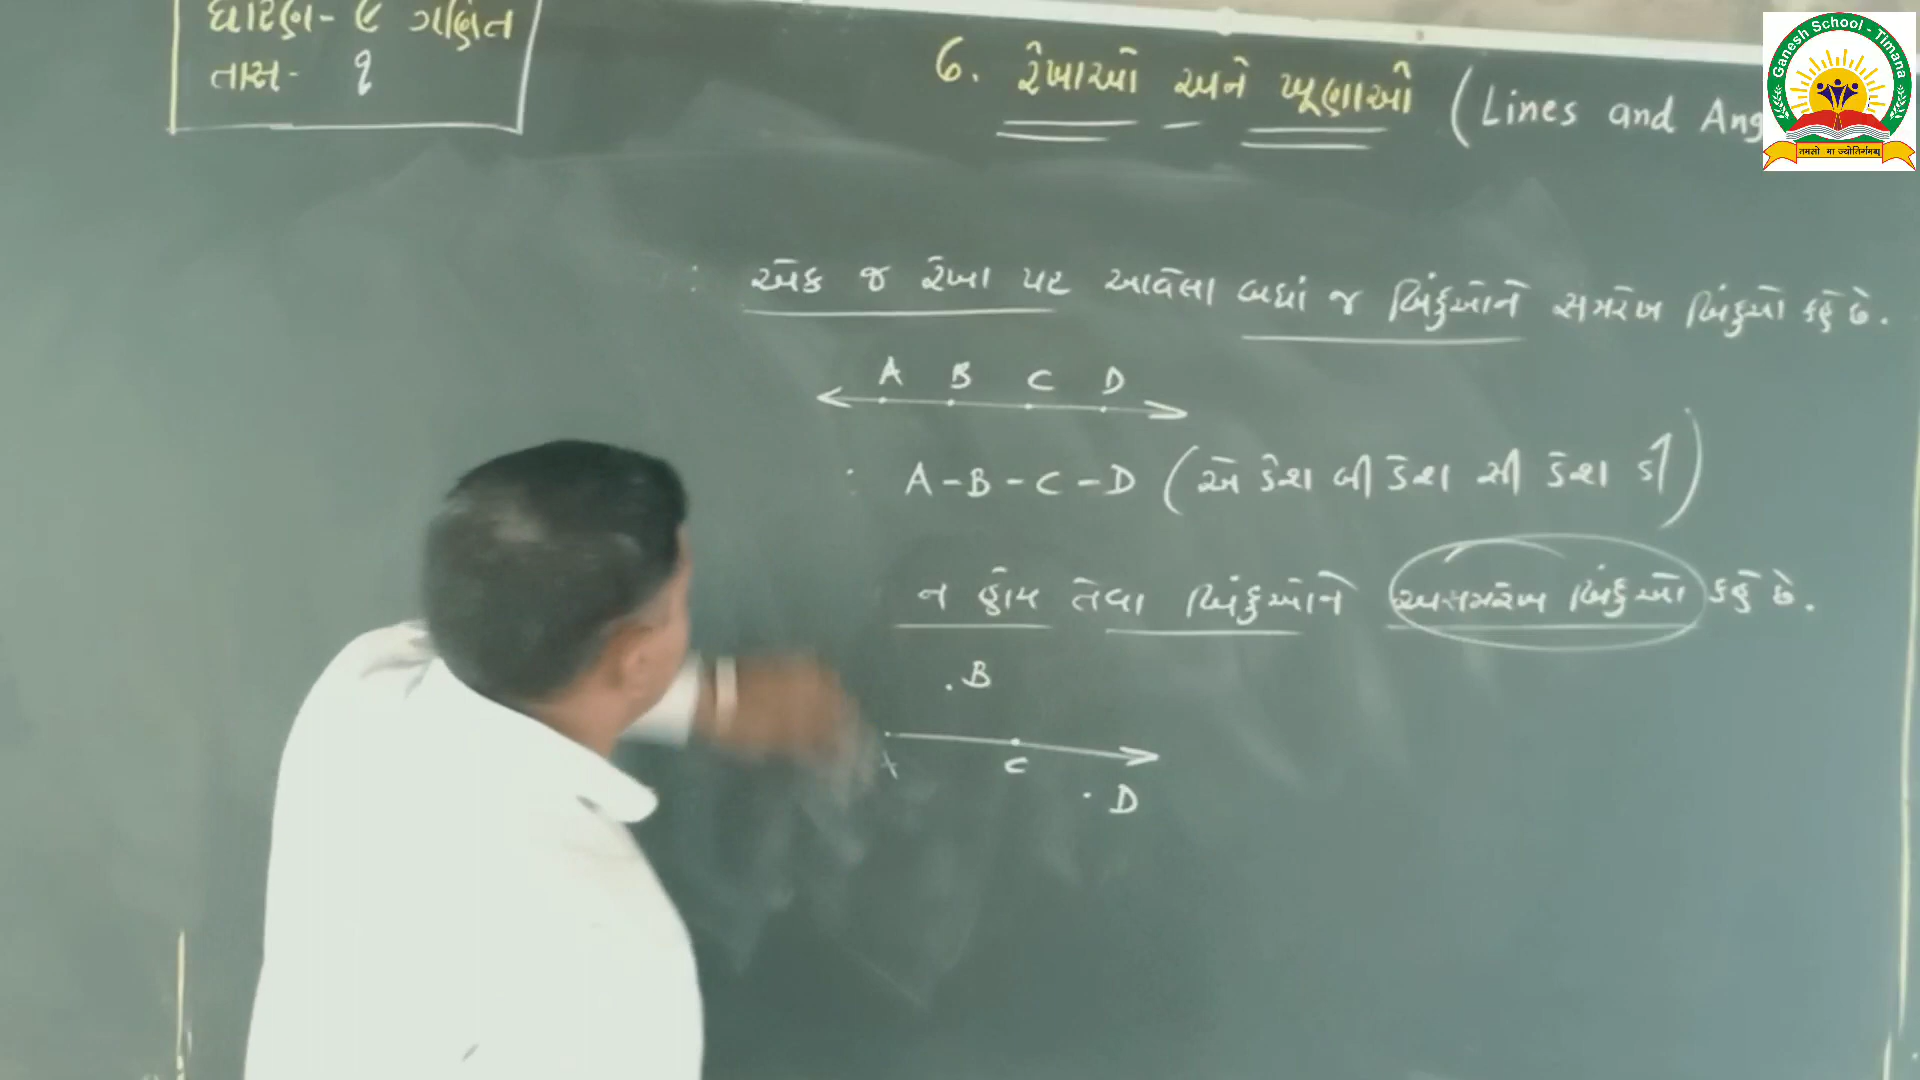 ધોરણ - ૯ ગણિત
તાસ - ૧
6. રેખાઓ અને ખૂણાઓ (Lines and Ang
Ganesh School - Timana
तमसो मा ज्योतिर्गमय
: એક જ રેખા પર આવેલા બધાં જ બિંદુઓને સમરેખ બિંદુઓ કહે છે.
A B C D
: A - B - C - D (એ ડેશ બી ડેશ સી ડેશ ડી)
ન હોય તેવા બિંદુઓને અસમરેખ બિંદુઓ કહે છે.
. B
C
. D